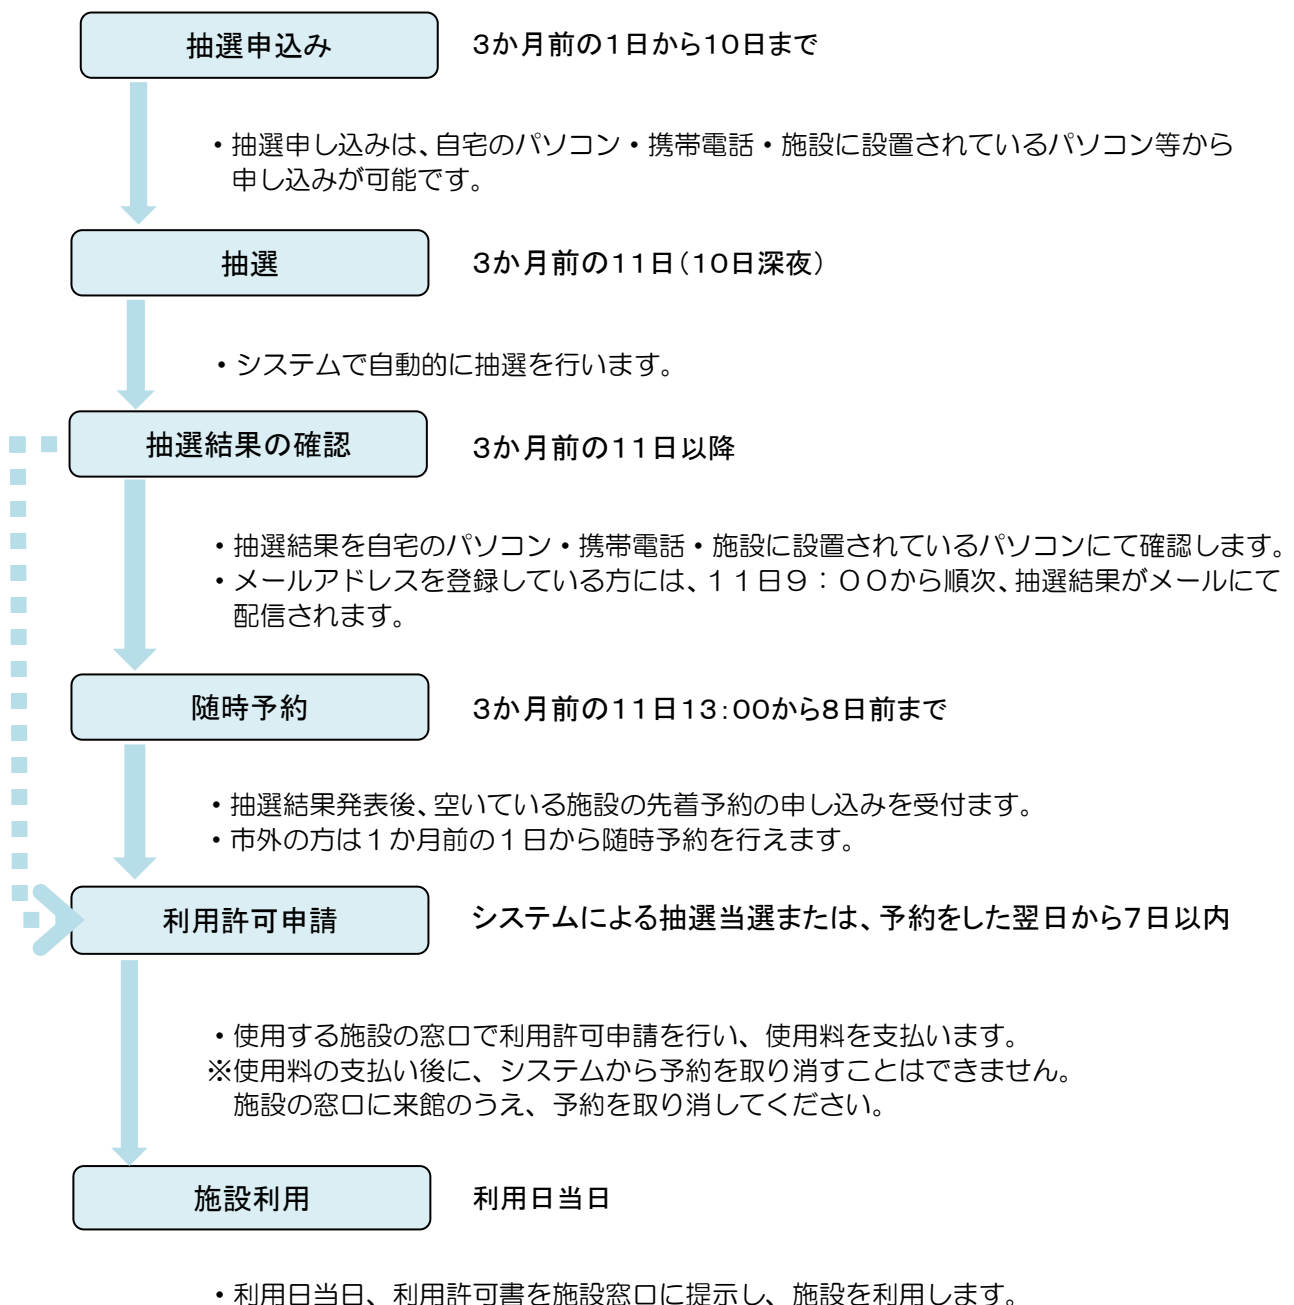 抽選申込み
3か月前の1日から10日まで
・抽選申し込みは、自宅のパソコン・携帯電話・施設に設置されているパソコン等から
申し込みが可能です。
抽選
3か月前の11日(10日深夜)
・システムで自動的に抽選を行います。
抽選結果の確認
3か月前の11日以降
・抽選結果を自宅のパソコン・携帯電話・施設に設置されているパソコンにて確認します。
・メールアドレスを登録している方には、11日9:00から順次、抽選結果がメールにて
配信されます。
随時予約
3か月前の11日13:00から8日前まで
・抽選結果発表後、空いている施設の先着予約の申し込みを受付ます。
・市外の方は1か月前の1日から随時予約を行えます。
利用許可申請
システムによる抽選当選または、予約をした翌日から7日以内
・使用する施設の窓口で利用許可申請を行い、使用料を支払います。
※使用料の支払い後に、システムから予約を取り消すことはできません。
施設の窓口に来館のうえ、予約を取り消してください。
施設利用
利用日当日
・利用日当日、利用許可書を施設窓口に提示し、施設を利用します。